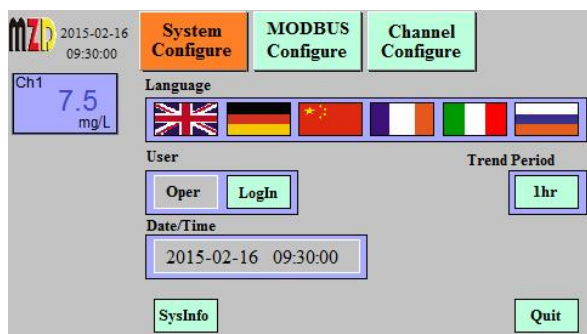 MZD
2015-02-16
09:30:00
System
Configure
MODBUS
Configure
Channel
Configure
Ch1
7.5
mg/L
Language
User
Oper
LogIn
Trend Period
1hr
Date/Time
2015-02-16 09:30:00
SysInfo
Quit